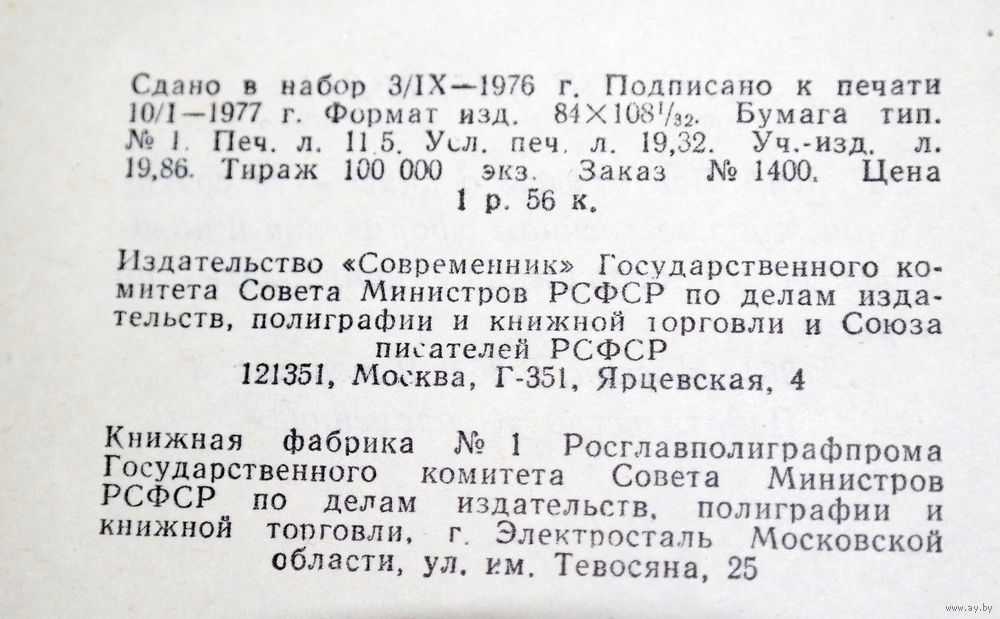 Сдано в набор 3/IX—1976 г. Подписано к печати
10/I—1977 г. Формат изд. 84×108¹/₃₂. Бумага тип.
№ 1. Печ. л. 11,5. Усл. печ. л. 19,32. Уч.-изд. л.
19,86. Тираж 100 000 экз. Заказ № 1400. Цена
1 р. 56 к.
Издательство «Современник» Государственного ко-
митета Совета Министров РСФСР по делам изда-
тельств, полиграфии и книжной торговли и Союза
писателей РСФСР
121351, Москва, Г-351, Ярцевская, 4
Книжная фабрика № 1 Росглавполиграфпрома
Государственного комитета Совета Министров
РСФСР по делам издательств, полиграфии и
книжной торговли, г. Электросталь Московской
области, ул. им. Тевосяна, 25
www.ay.by